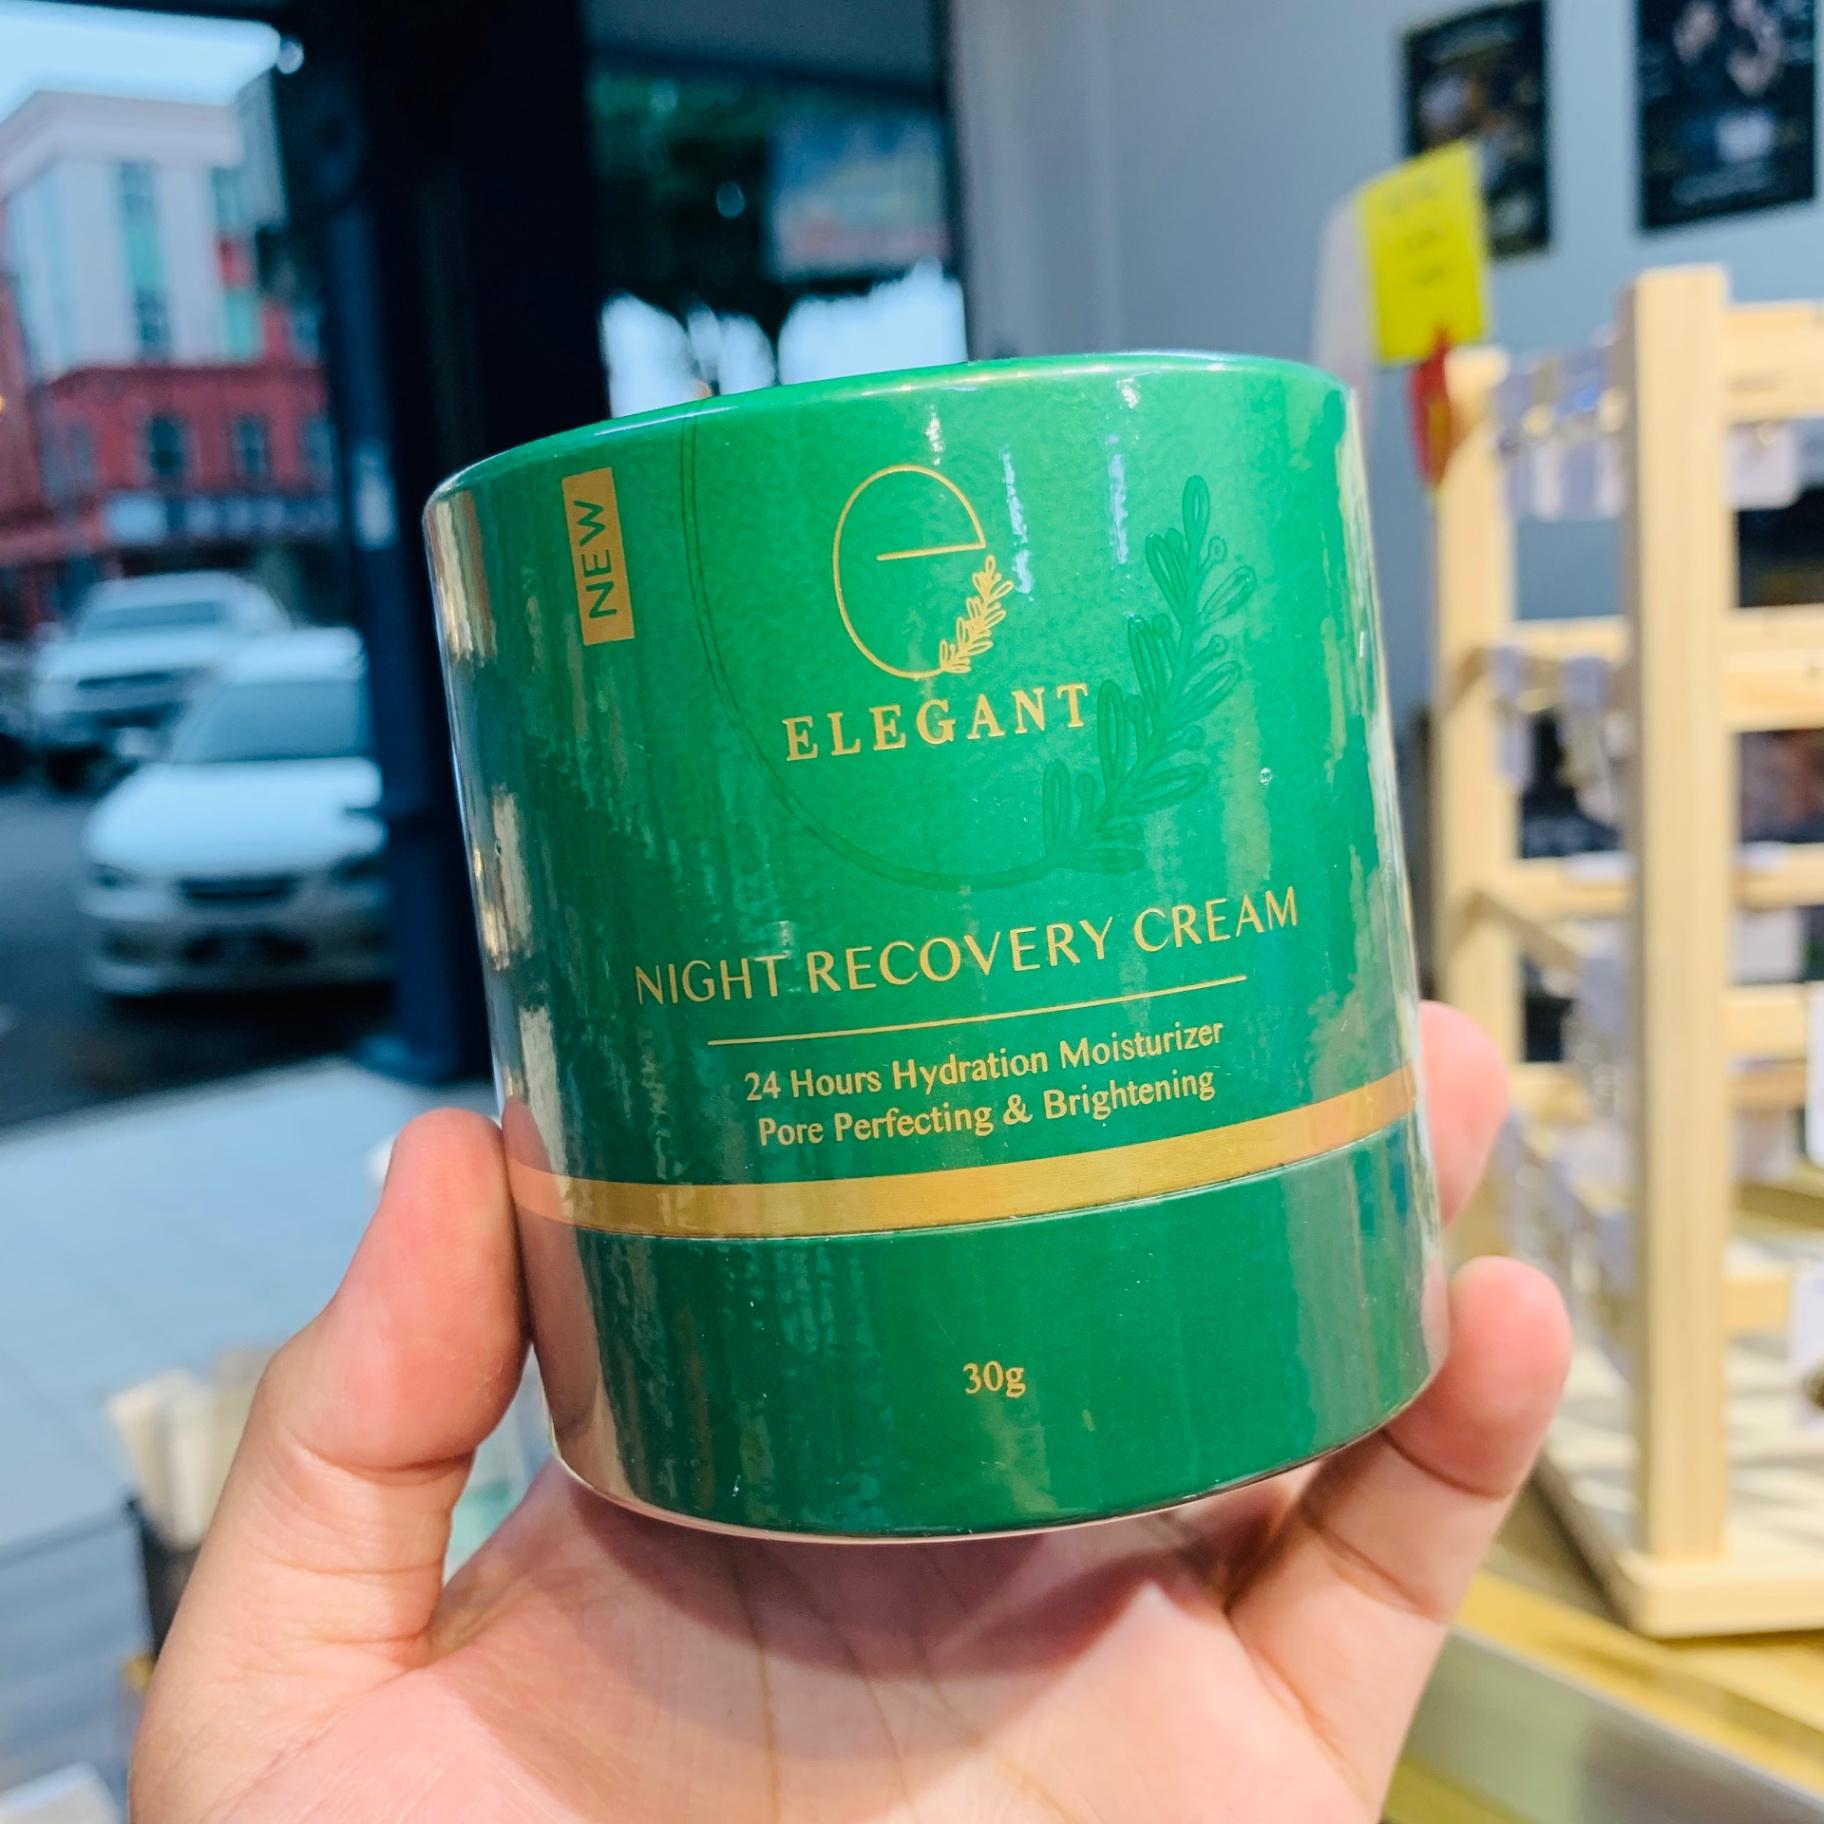 NEW
e
ELEGANT
NIGHT RECOVERY CREAM
24 Hours Hydration Moisturizer
Pore Perfecting & Brightening
30g